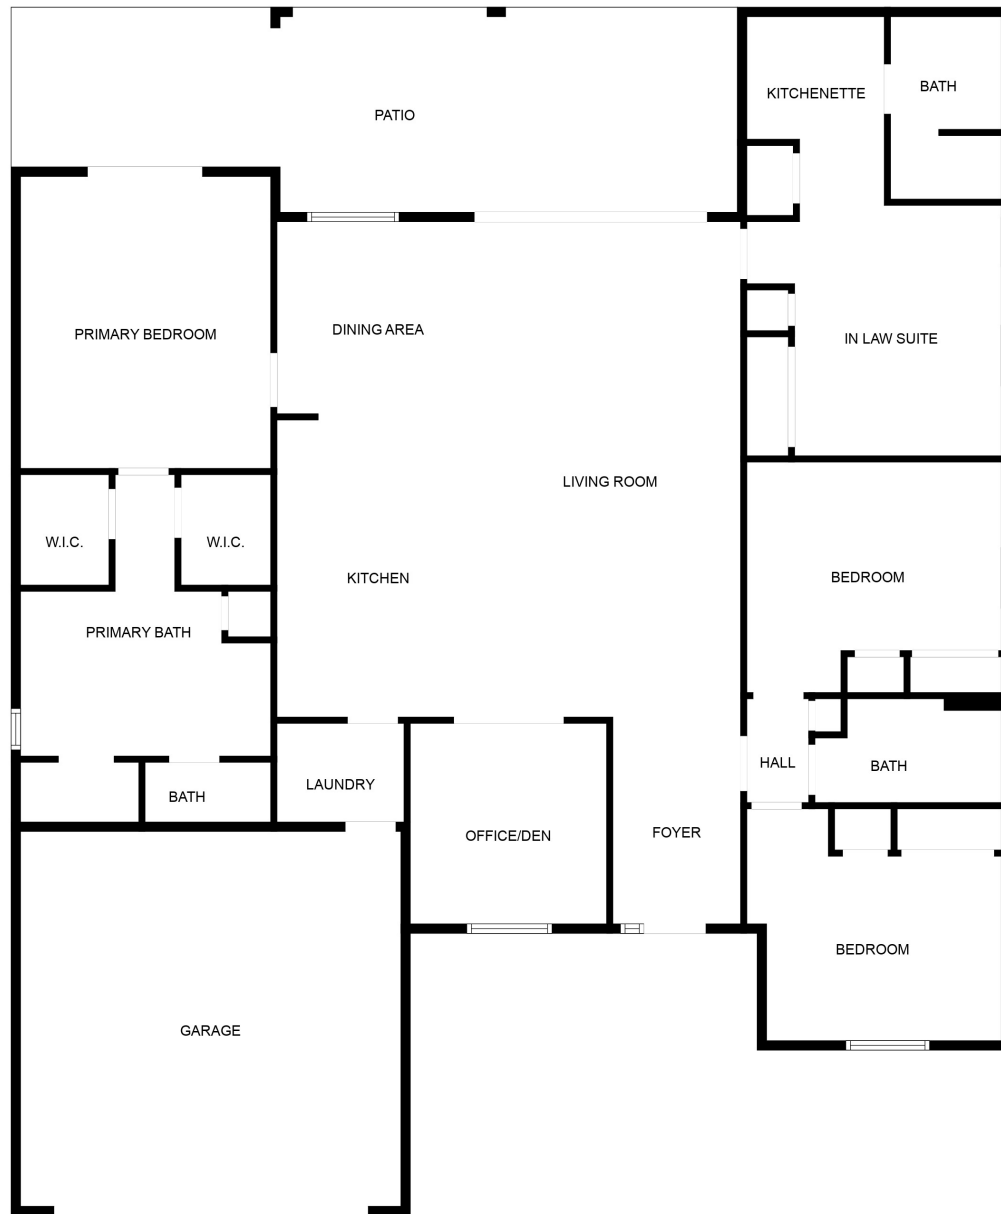 KITCHENETTE
BATH
PATIO
PRIMARY BEDROOM
DINING AREA
IN LAW SUITE
LIVING ROOM
W.I.C.
W.I.C.
KITCHEN
BEDROOM
PRIMARY BATH
HALL
BATH
LAUNDRY
BATH
OFFICE/DEN
FOYER
BEDROOM
GARAGE